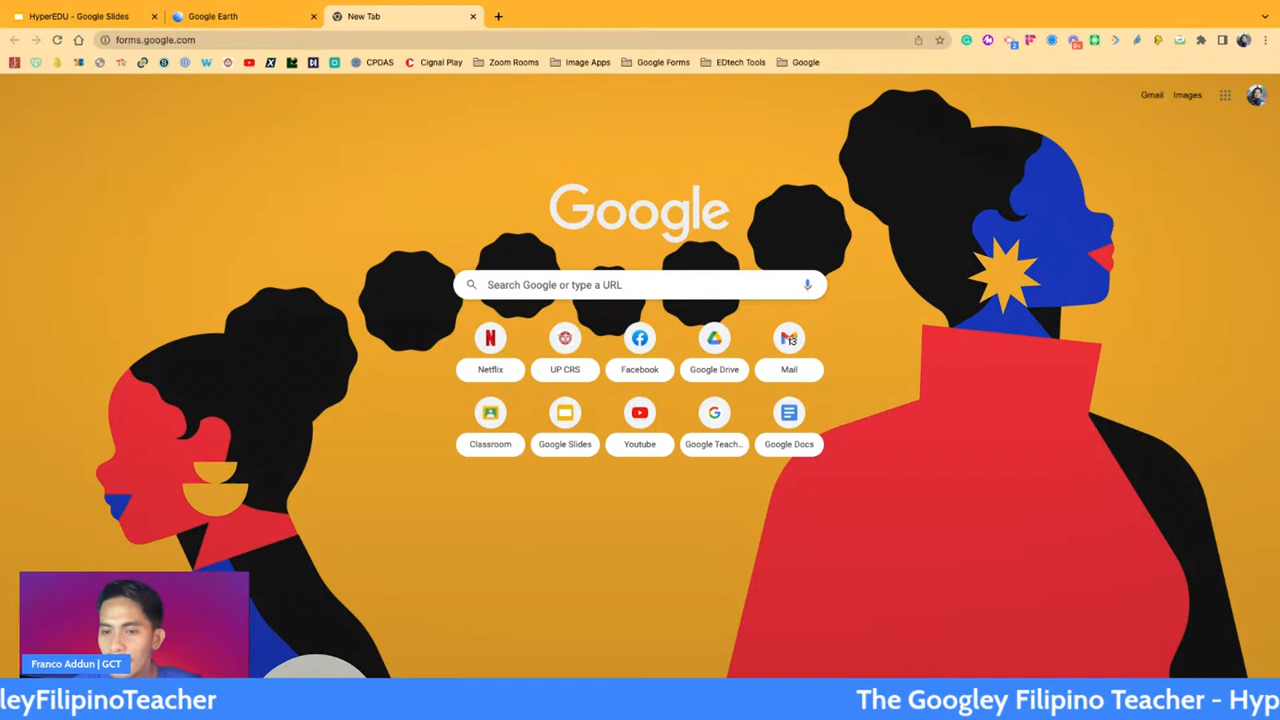 HyperEDU - Google Slides
Google Earth
New Tab
forms.google.com
CPDAS
Cignal Play
Zoom Rooms
Image Apps
Google Forms
EDtech Tools
Google
Gmail
Images
Google
Search Google or type a URL
Netflix
UP CRS
Facebook
Google Drive
Mail
Classroom
Google Slides
Youtube
Google Teach...
Google Docs
Franco Addun | GCT
leyFilipinoTeacher
The Googley Filipino Teacher - Hyp